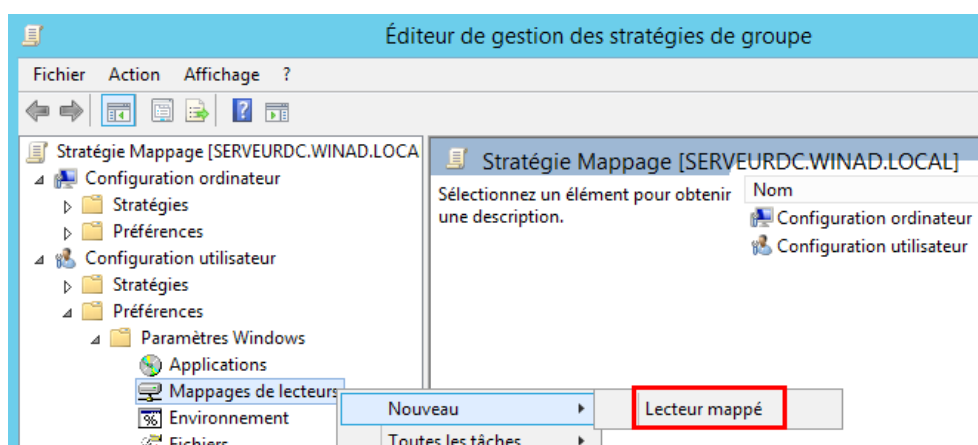 Éditeur de gestion des stratégies de groupe
Fichier Action Affichage ?
Stratégie Mappage [SERVEURDC.WINAD.LOCA
Configuration ordinateur
Stratégies
Préférences
Configuration utilisateur
Stratégies
Préférences
Paramètres Windows
Applications
Mappages de lecteurs
Environnement
Fichiers
Stratégie Mappage [SERVEURDC.WINAD.LOCAL]
Sélectionnez un élément pour obtenir
une description.
Nom
Configuration ordinateur
Configuration utilisateur
Nouveau
Lecteur mappé
Toutes les tâches